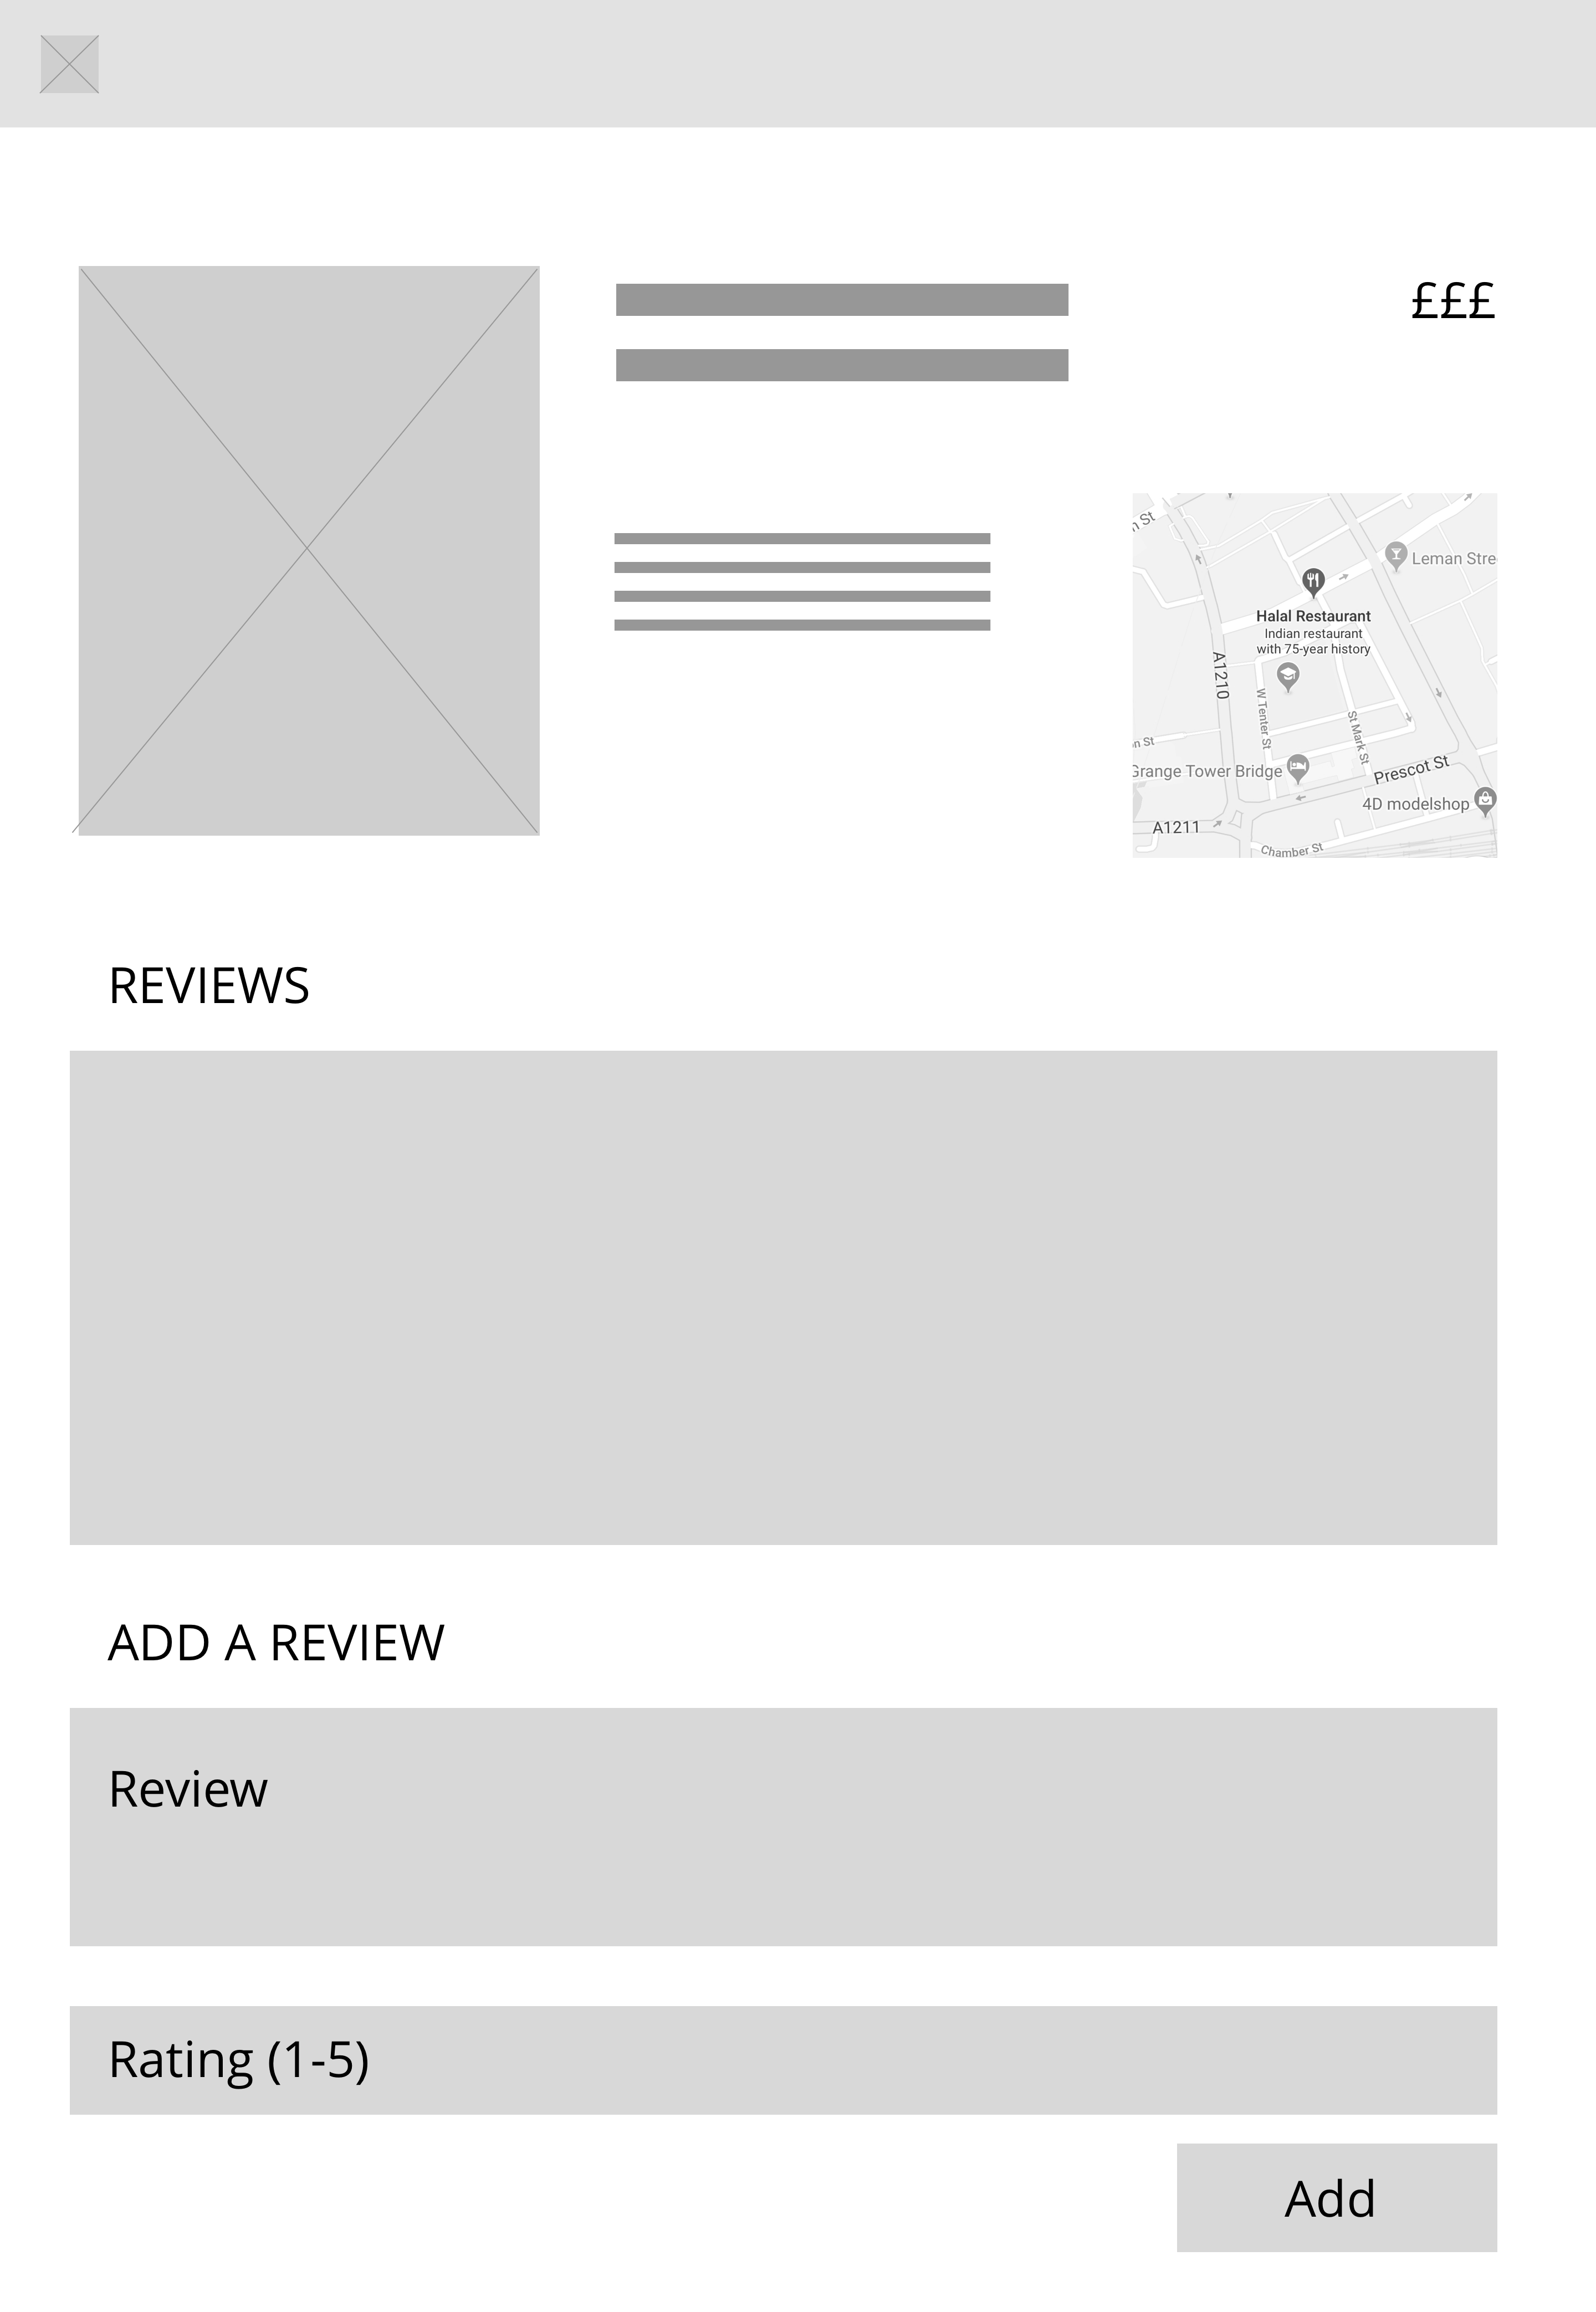 £££
n St
Leman Stre
Halal Restaurant
Indian restaurant
with 75-year history
A1210
W Tenter St
St Mark St
n St
Grange Tower Bridge
Prescot St
4D modelshop
A1211
Chamber St
REVIEWS
ADD A REVIEW
Review
Rating (1-5)
Add